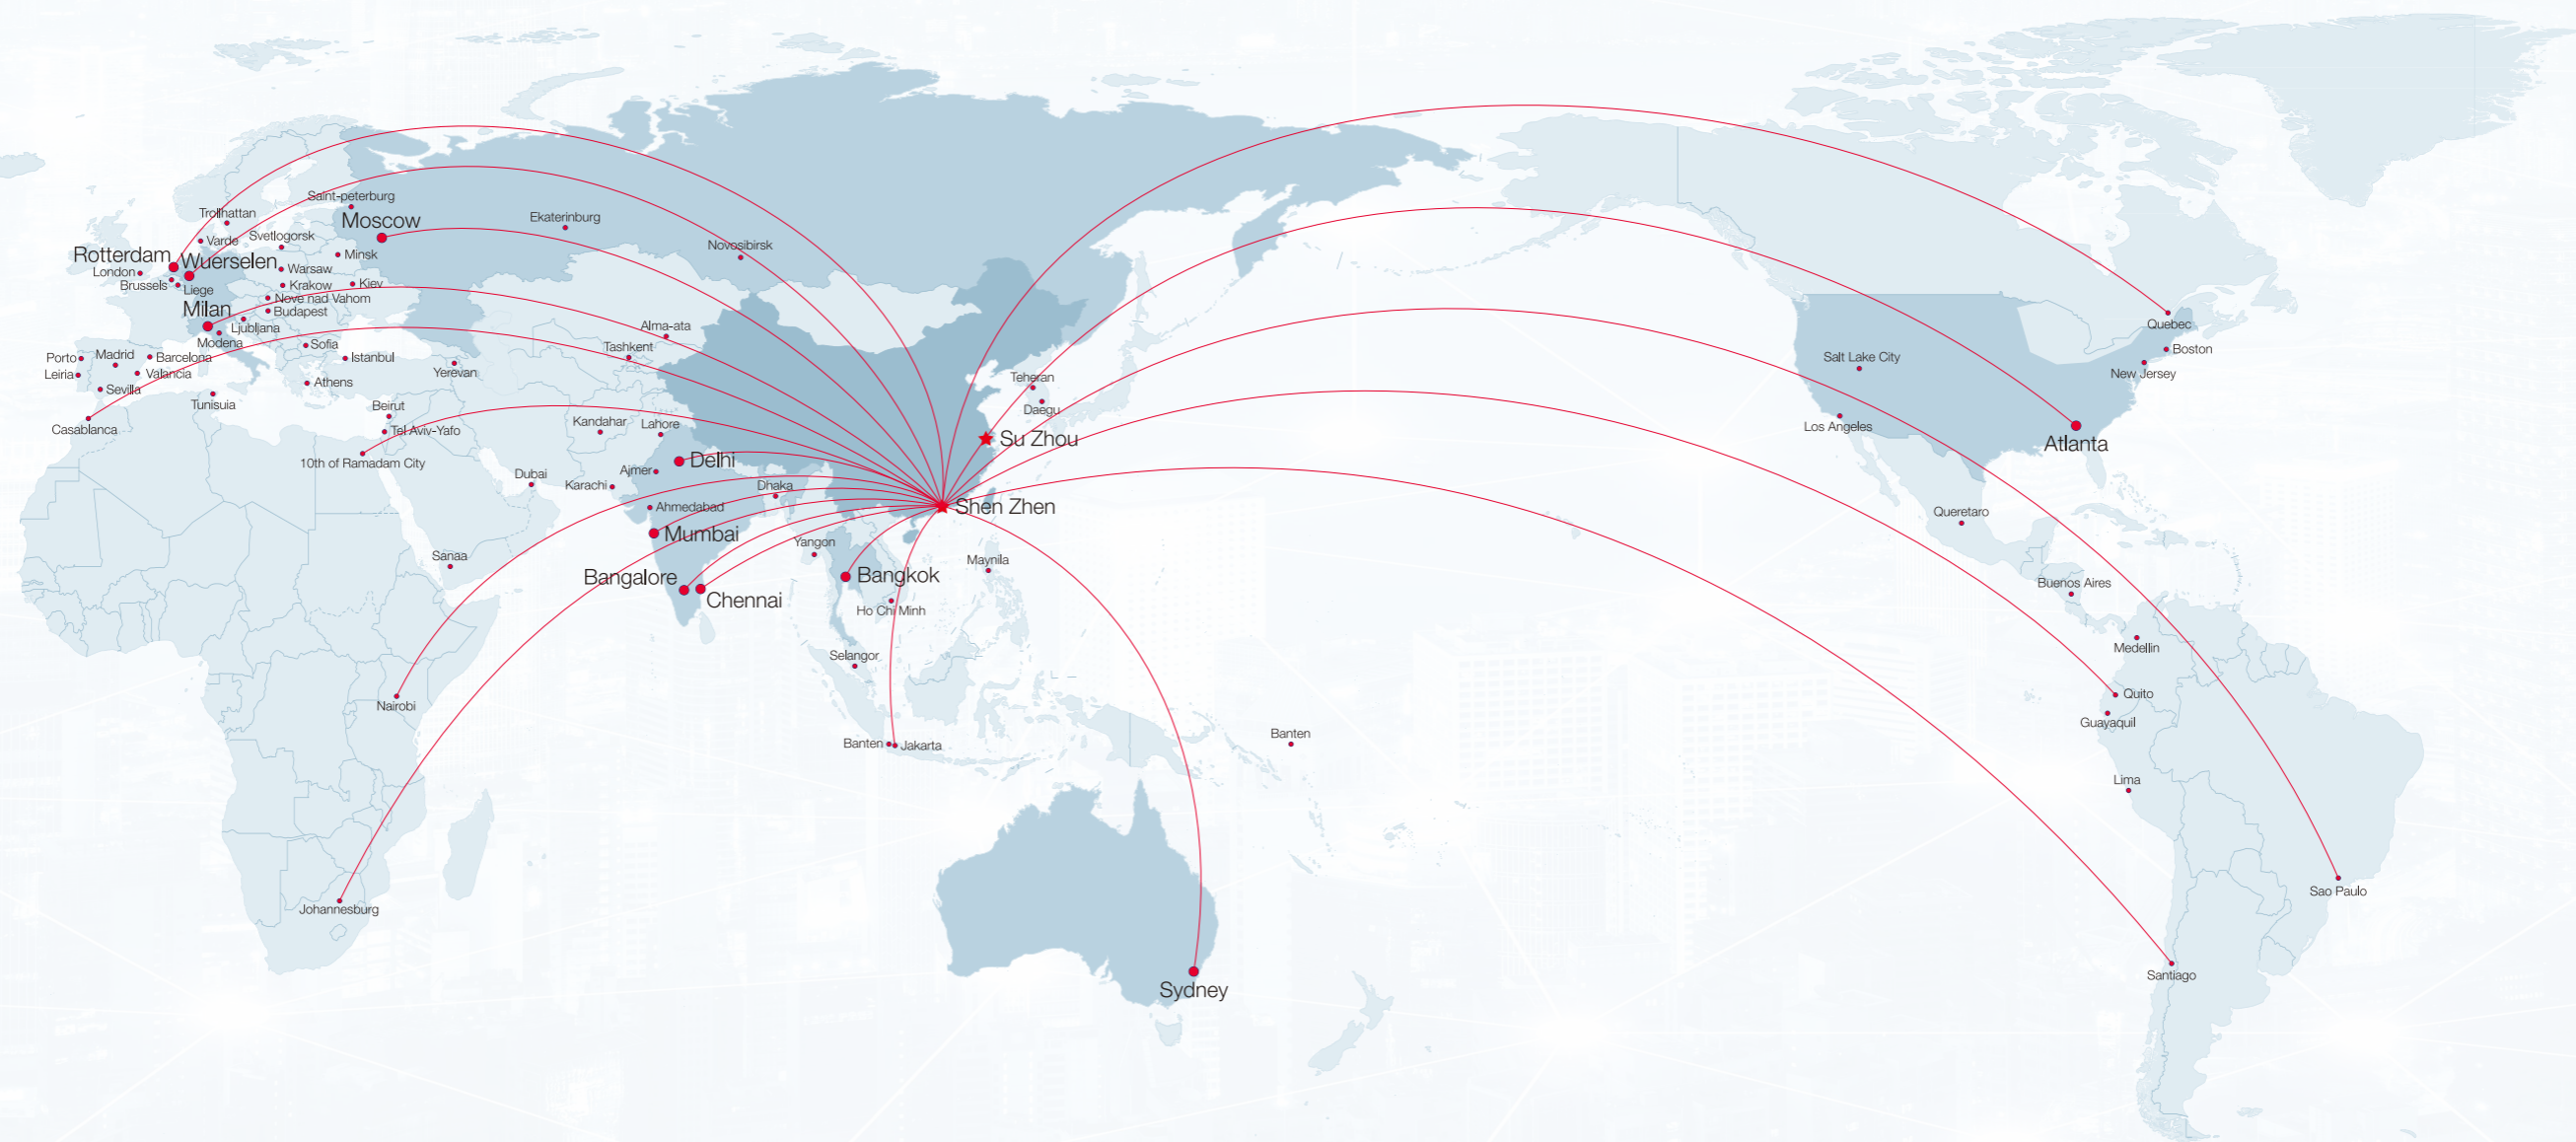 Saint-peterburg
Trollhattan
Moscow
Ekaterinburg
Varde
Svetlogorsk
Novosibirsk
Rotterdam
Minsk
Wuerselen
London
Warsaw
Brussels
Liege
Krakow
Kiev
Nove nad Vahom
Milan
Budapest
Ljubljana
Alma-ata
Modena
Sofia
Tashkent
Porto
Madrid
Barcelona
Istanbul
Leiria
Valancia
Yerevan
Sevilla
Athens
Tunisuia
Beirut
Casablanca
Tel Aviv-Yafo
Kandahar
Lahore
10th of Ramadam City
Delhi
Ajmer
Dubai
Karachi
Dhaka
Ahmedabad
Mumbai
Sanaa
Yangon
Bangalore
Bangkok
Chennai
Ho Chi Minh
Maynila
Selangor
Nairobi
Banten
Jakarta
Johannesburg
Teheran
Daegu
Su Zhou
Shen Zhen
Banten
Sydney
Quebec
Boston
Salt Lake City
New Jersey
Los Angeles
Atlanta
Queretaro
Buenos Aires
Medellin
Quito
Guayaquil
Lima
Sao Paulo
Santiago